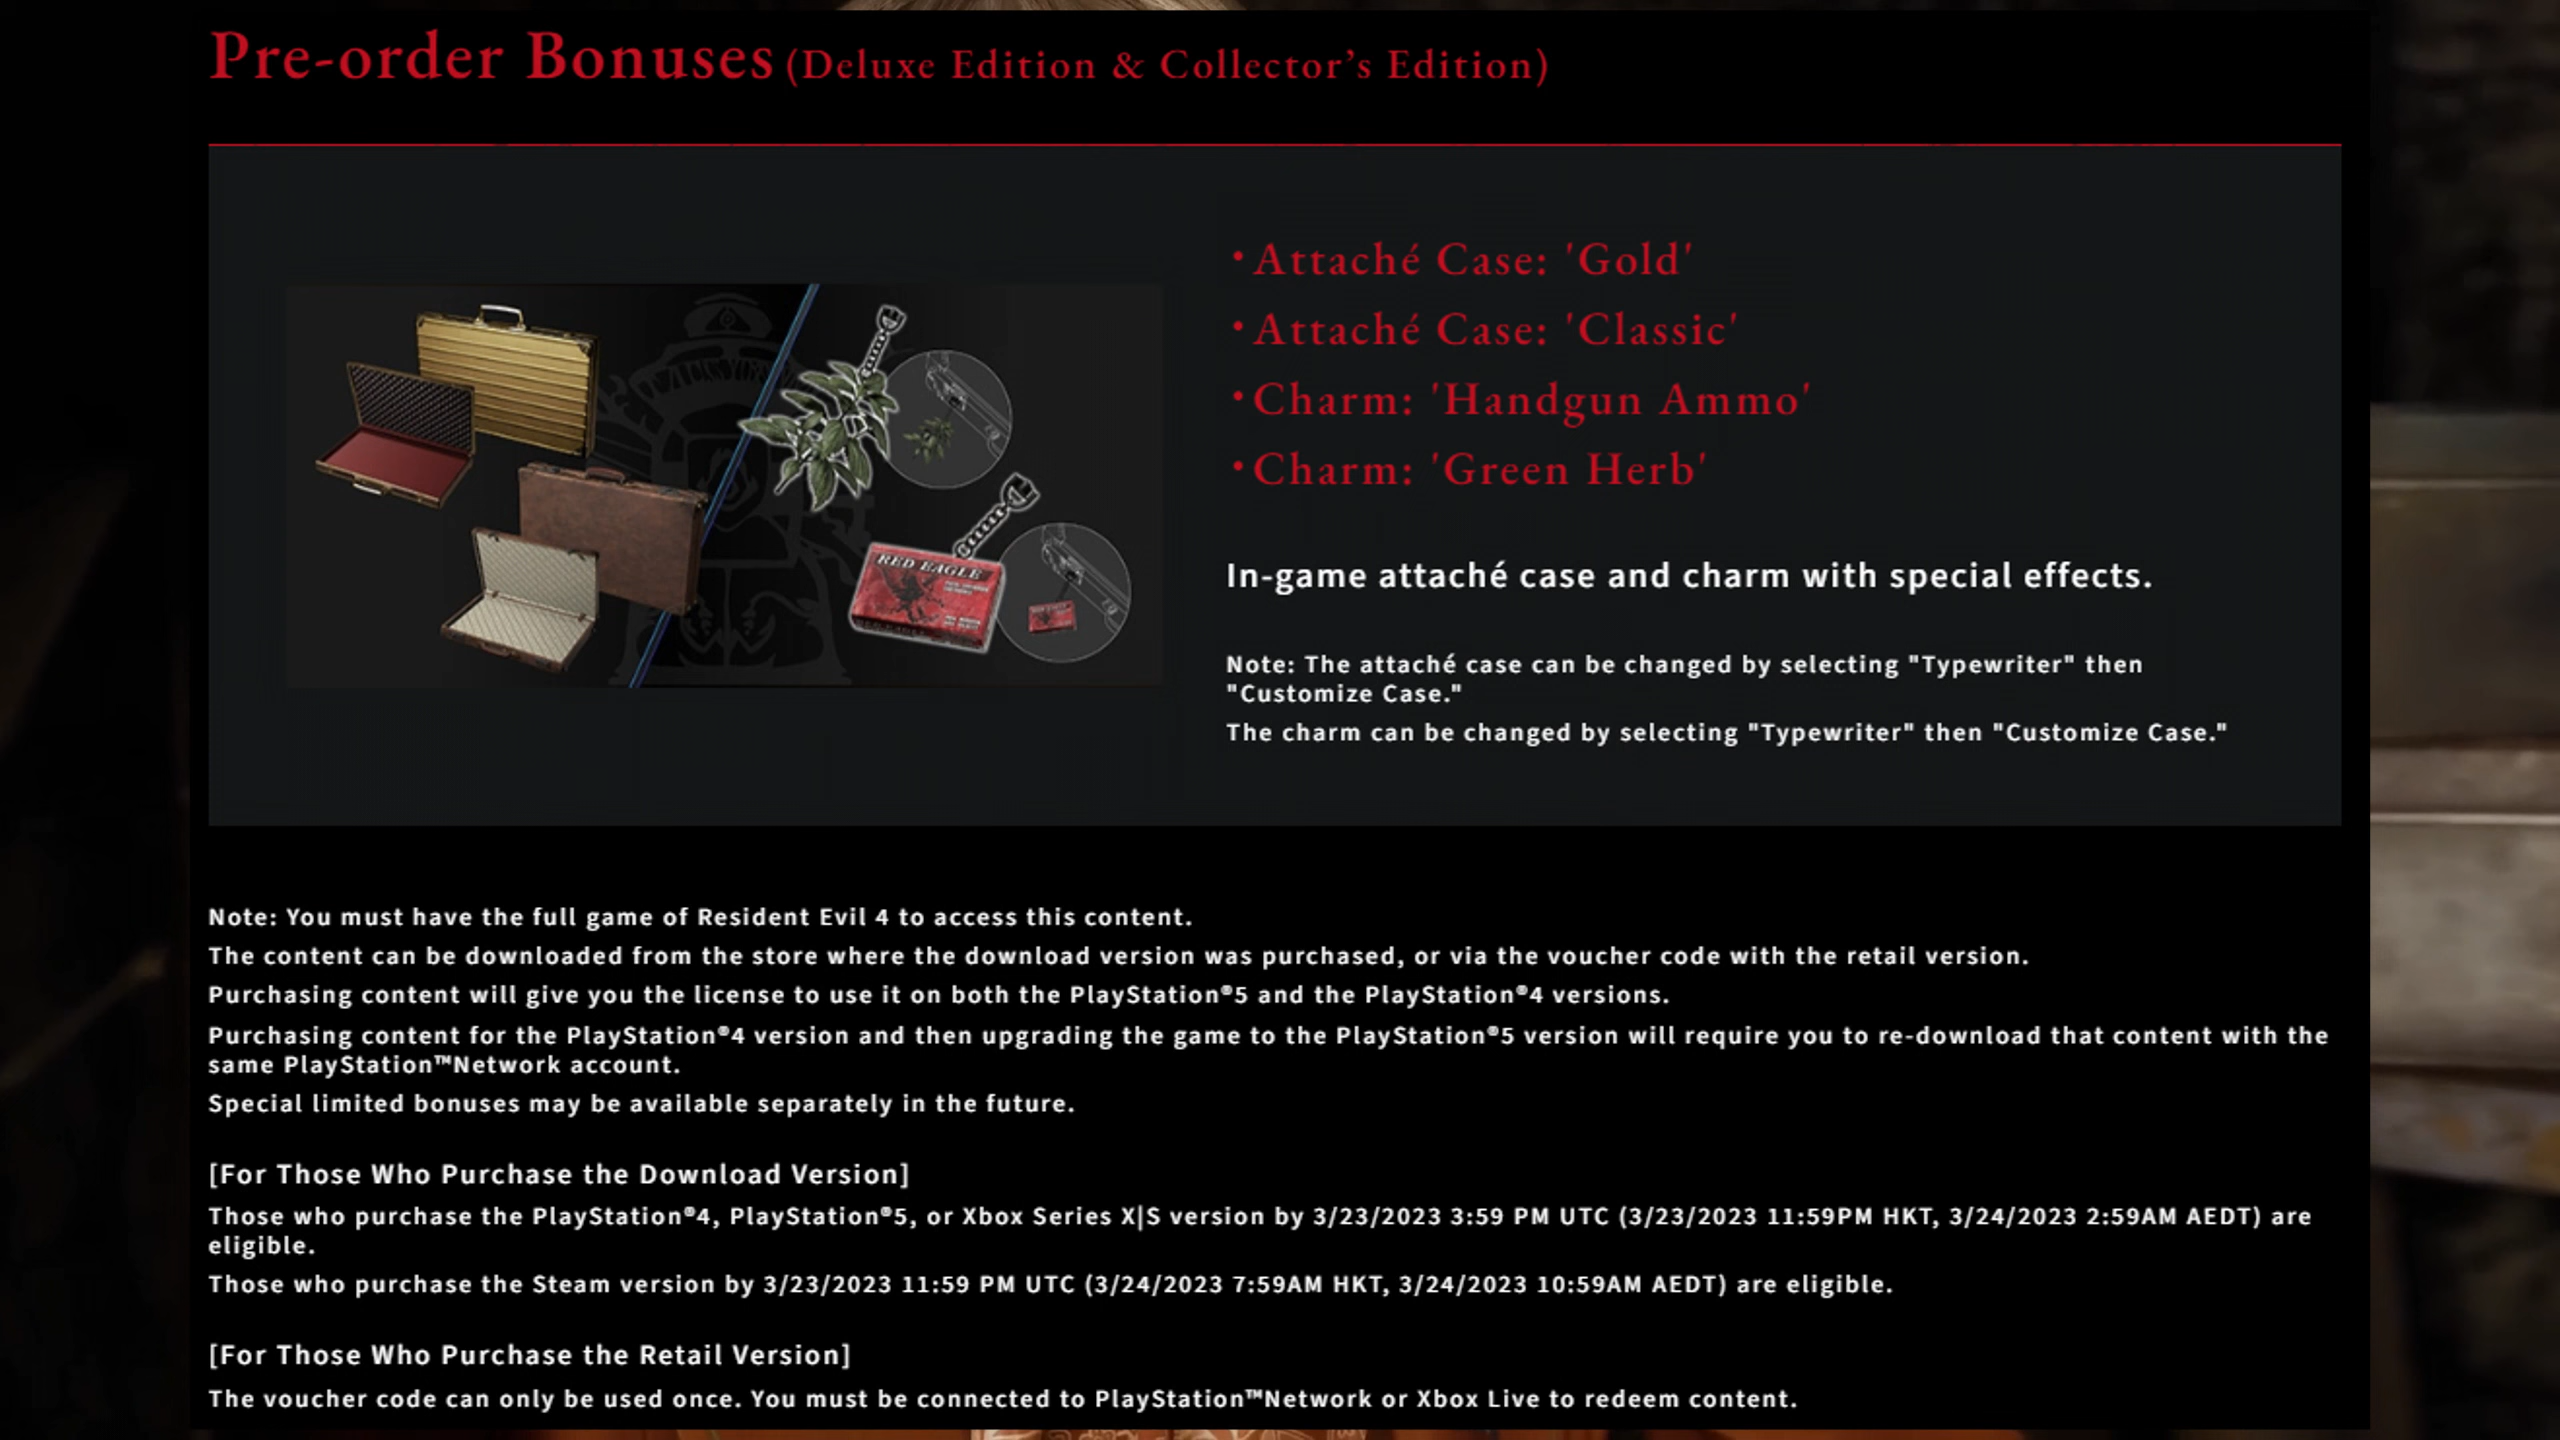 Pre-order Bonuses (Deluxe Edition & Collector's Edition)
・Attaché Case: 'Gold'
・Attaché Case: 'Classic'
・Charm: 'Handgun Ammo'
・Charm: 'Green Herb'
RED EAGLE
In-game attaché case and charm with special effects.
Note: The attaché case can be changed by selecting "Typewriter" then
"Customize Case."
The charm can be changed by selecting "Typewriter" then "Customize Case."
Note: You must have the full game of Resident Evil 4 to access this content.
The content can be downloaded from the store where the download version was purchased, or via the voucher code with the retail version.
Purchasing content will give you the license to use it on both the PlayStation®5 and the PlayStation®4 versions.
Purchasing content for the PlayStation®4 version and then upgrading the game to the PlayStation®5 version will require you to re-download that content with the
same PlayStation™Network account.
Special limited bonuses may be available separately in the future.
[For Those Who Purchase the Download Version]
Those who purchase the PlayStation®4, PlayStation®5, or Xbox Series X|S version by 3/23/2023 3:59 PM UTC (3/23/2023 11:59PM HKT, 3/24/2023 2:59AM AEDT) are
eligible.
Those who purchase the Steam version by 3/23/2023 11:59 PM UTC (3/24/2023 7:59AM HKT, 3/24/2023 10:59AM AEDT) are eligible.
[For Those Who Purchase the Retail Version]
The voucher code can only be used once. You must be connected to PlayStation™Network or Xbox Live to redeem content.